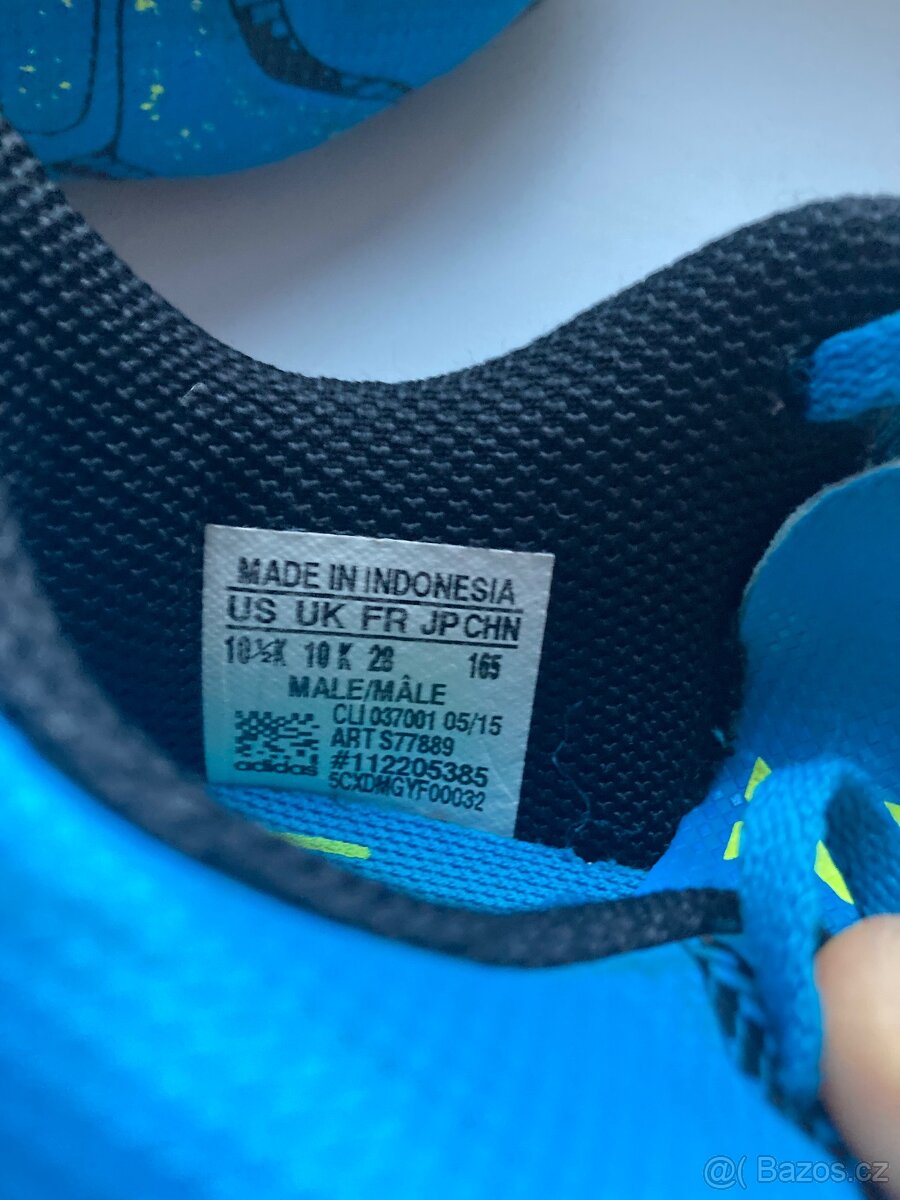 MADE IN INDONESIA
US UK FR JP CHN
10½K 10 K 28 165
MALE/MÂLE
CLI 037001 05/15
ART S77889
#112205385
adidas 5CXDMGYF00032
@( Bazos.cz